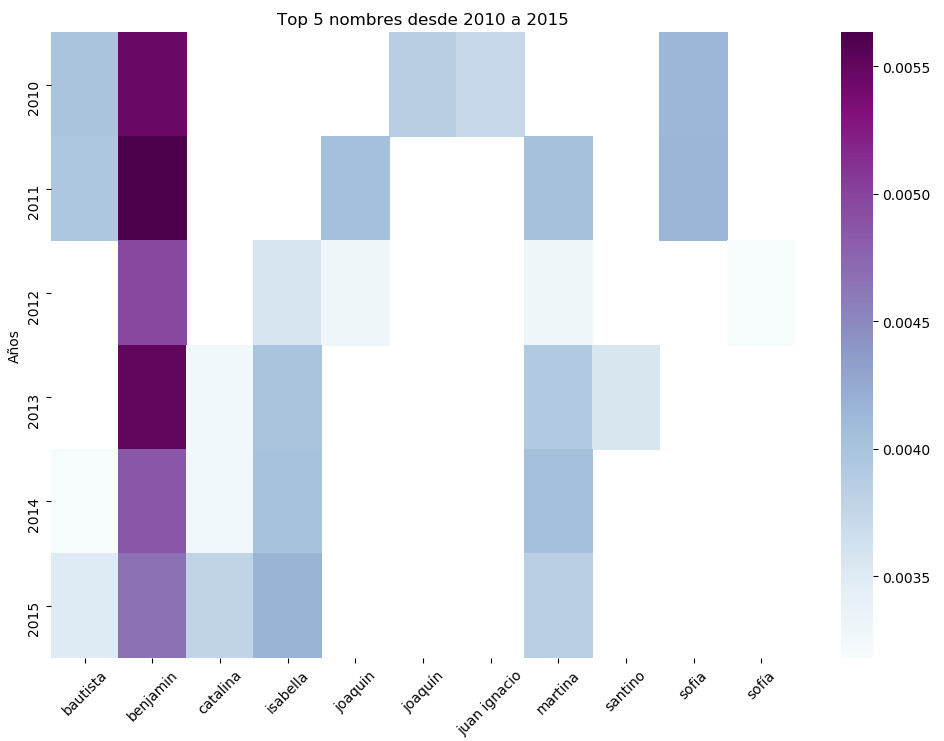 Top 5 nombres desde 2010 a 2015
Años
2010
2011
2012
2013
2014
2015
bautista
benjamin
catalina
isabella
joaquin
joaquín
juan ignacio
martina
santino
sofia
sofía
0.0055
0.0050
0.0045
0.0040
0.0035